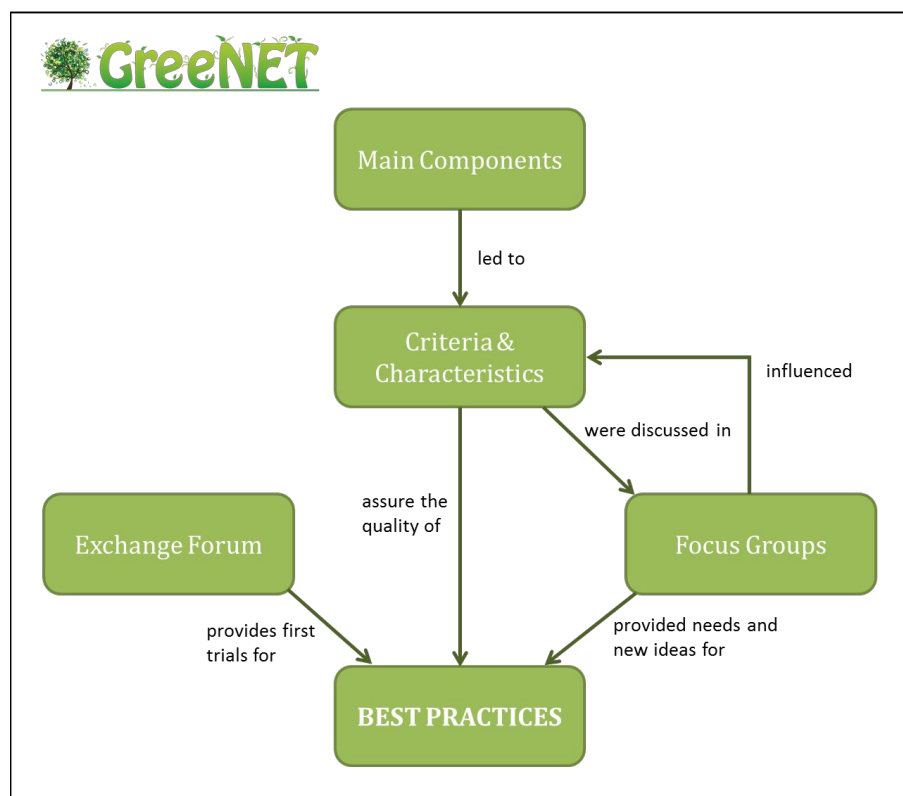 GreeNET
Main Components
led to
Criteria &
Characteristics
influenced
were discussed in
assure the
quality of
Exchange Forum
Focus Groups
provides first
trials for
provided needs and
new ideas for
BEST PRACTICES